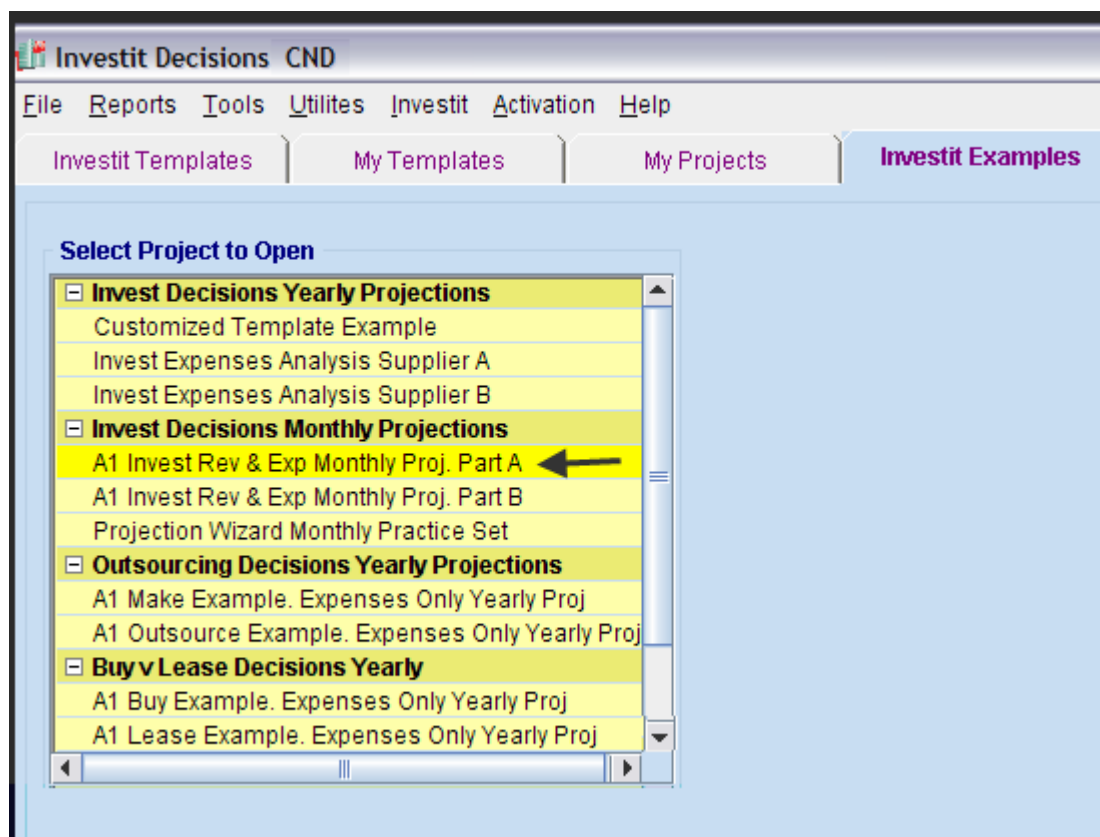 Investit Decisions CND
File Reports Tools Utilites Investit Activation Help
Investit Templates My Templates My Projects Investit Examples
Select Project to Open
Invest Decisions Yearly Projections
Customized Template Example
Invest Expenses Analysis Supplier A
Invest Expenses Analysis Supplier B
Invest Decisions Monthly Projections
A1 Invest Rev & Exp Monthly Proj. Part A
A1 Invest Rev & Exp Monthly Proj. Part B
Projection Wizard Monthly Practice Set
Outsourcing Decisions Yearly Projections
A1 Make Example. Expenses Only Yearly Proj
A1 Outsource Example. Expenses Only Yearly Proj
Buy v Lease Decisions Yearly
A1 Buy Example. Expenses Only Yearly Proj
A1 Lease Example. Expenses Only Yearly Proj